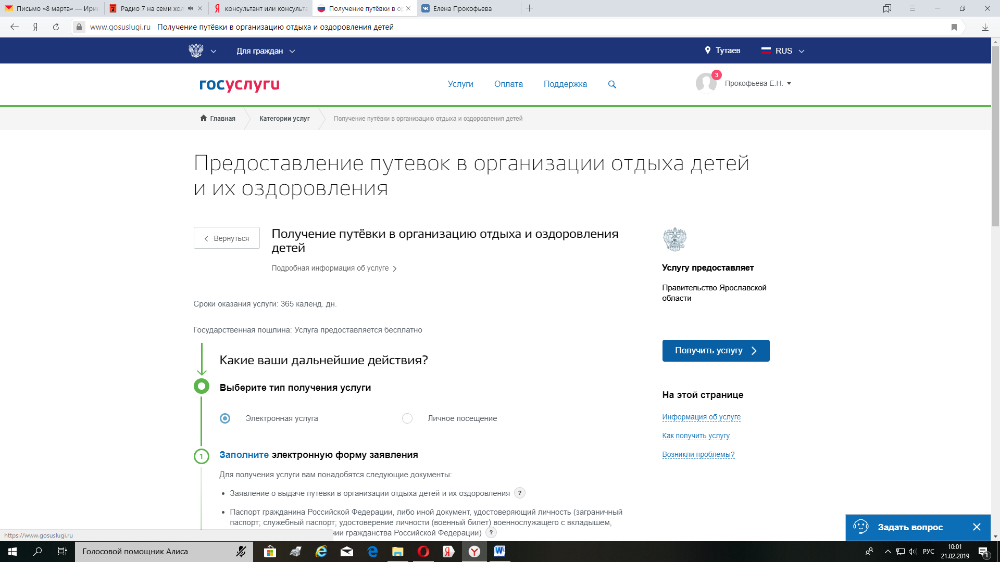 Письмо «8 марта» — Ирин
Радио 7 на семи хол
консультант или консульта
Получение путёвки в ор
Елена Прокофьева
www.gosuslugi.ru Получение путёвки в организацию отдыха и оздоровления детей
Для граждан
Тутаев
RUS
госуслуги
Услуги
Оплата
Поддержка
3
Прокофьева Е.Н.
Главная
Категории услуг
Получение путёвки в организацию отдыха и оздоровления детей
Предоставление путевок в организации отдыха детей
и их оздоровления
Вернуться
Получение путёвки в организацию отдыха и оздоровления
детей
Подробная информация об услуге
Сроки оказания услуги: 365 календ. дн.
Государственная пошлина: Услуга предоставляется бесплатно
Какие ваши дальнейшие действия?
Выберите тип получения услуги
Электронная услуга
Личное посещение
1
Заполните электронную форму заявления
Для получения услуги вам понадобятся следующие документы:
• Заявление о выдаче путевки в организации отдыха детей и их оздоровления ?
• Паспорт гражданина Российской Федерации, либо иной документ, удостоверяющий личность (заграничный
паспорт; служебный паспорт; удостоверение личности (военный билет) военнослужащего с вкладышем,
нии гражданства Российской Федерации) ?
Услугу предоставляет
Правительство Ярославской
области
Получить услугу
На этой странице
Информация об услуге
Как получить услугу
Возникли проблемы?
Задать вопрос
https://www.gosuslugi.ru
Голосовой помощник Алиса
РУС
10:01
21.02.2019
1